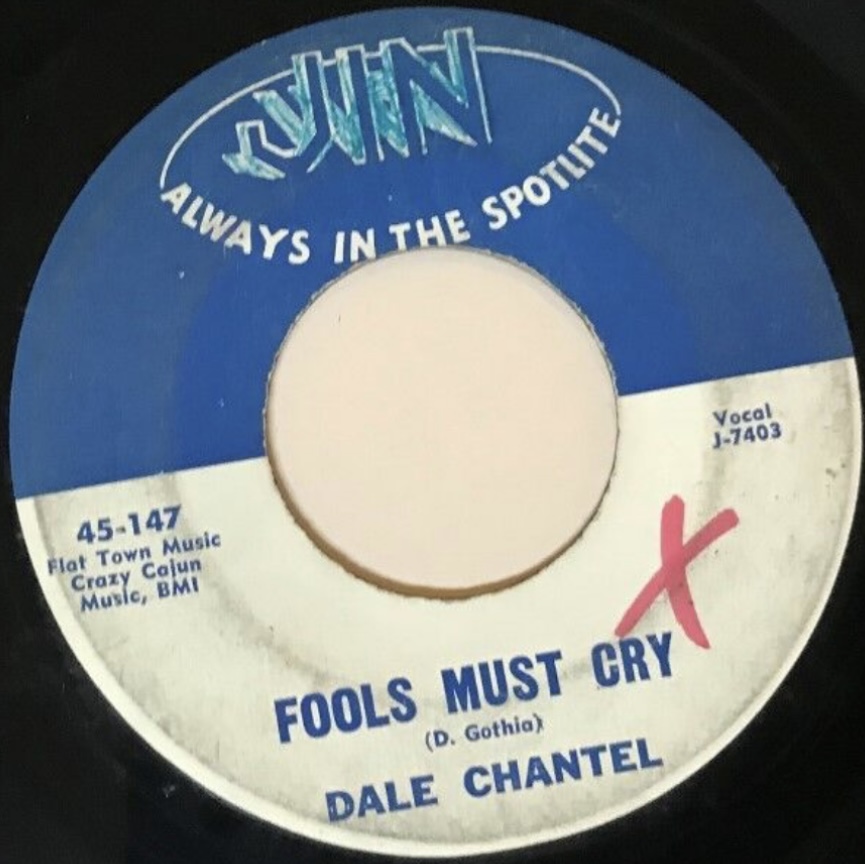 JIN
ALWAYS IN THE SPOTLITE
Vocal
J-7403
45-147
Flat Town Music
Crazy Cajun
Music, BMI
X
FOOLS MUST CRY
(D. Gothia)
DALE CHANTEL